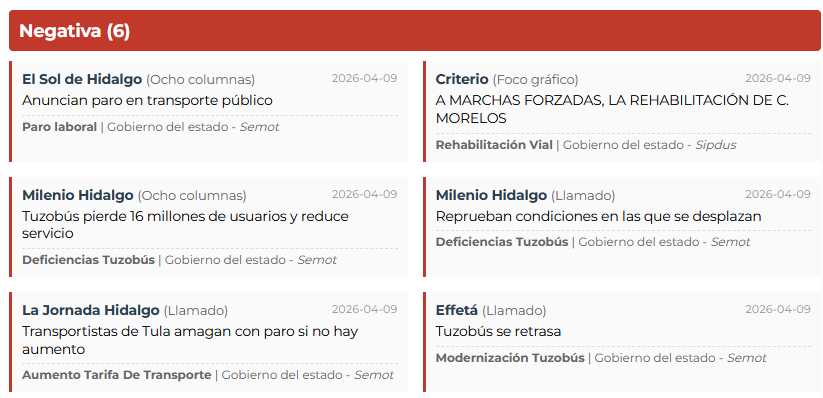 Negativa (6)
El Sol de Hidalgo (Ocho columnas) 2026-04-09
Anuncian paro en transporte público
Paro laboral | Gobierno del estado - Semot
Criterio (Foco gráfico) 2026-04-09
A MARCHAS FORZADAS, LA REHABILITACIÓN DE C.
MORELOS
Rehabilitación Vial | Gobierno del estado - Sipdus
Milenio Hidalgo (Ocho columnas) 2026-04-09
Tuzobús pierde 16 millones de usuarios y reduce
servicio
Deficiencias Tuzobús | Gobierno del estado - Semot
Milenio Hidalgo (Llamado) 2026-04-09
Reprueban condiciones en las que se desplazan
Deficiencias Tuzobús | Gobierno del estado - Semot
La Jornada Hidalgo (Llamado) 2026-04-09
Transportistas de Tula amagan con paro si no hay
aumento
Aumento Tarifa De Transporte | Gobierno del estado - Semot
Effetá (Llamado) 2026-04-09
Tuzobús se retrasa
Modernización Tuzobús | Gobierno del estado - Semot